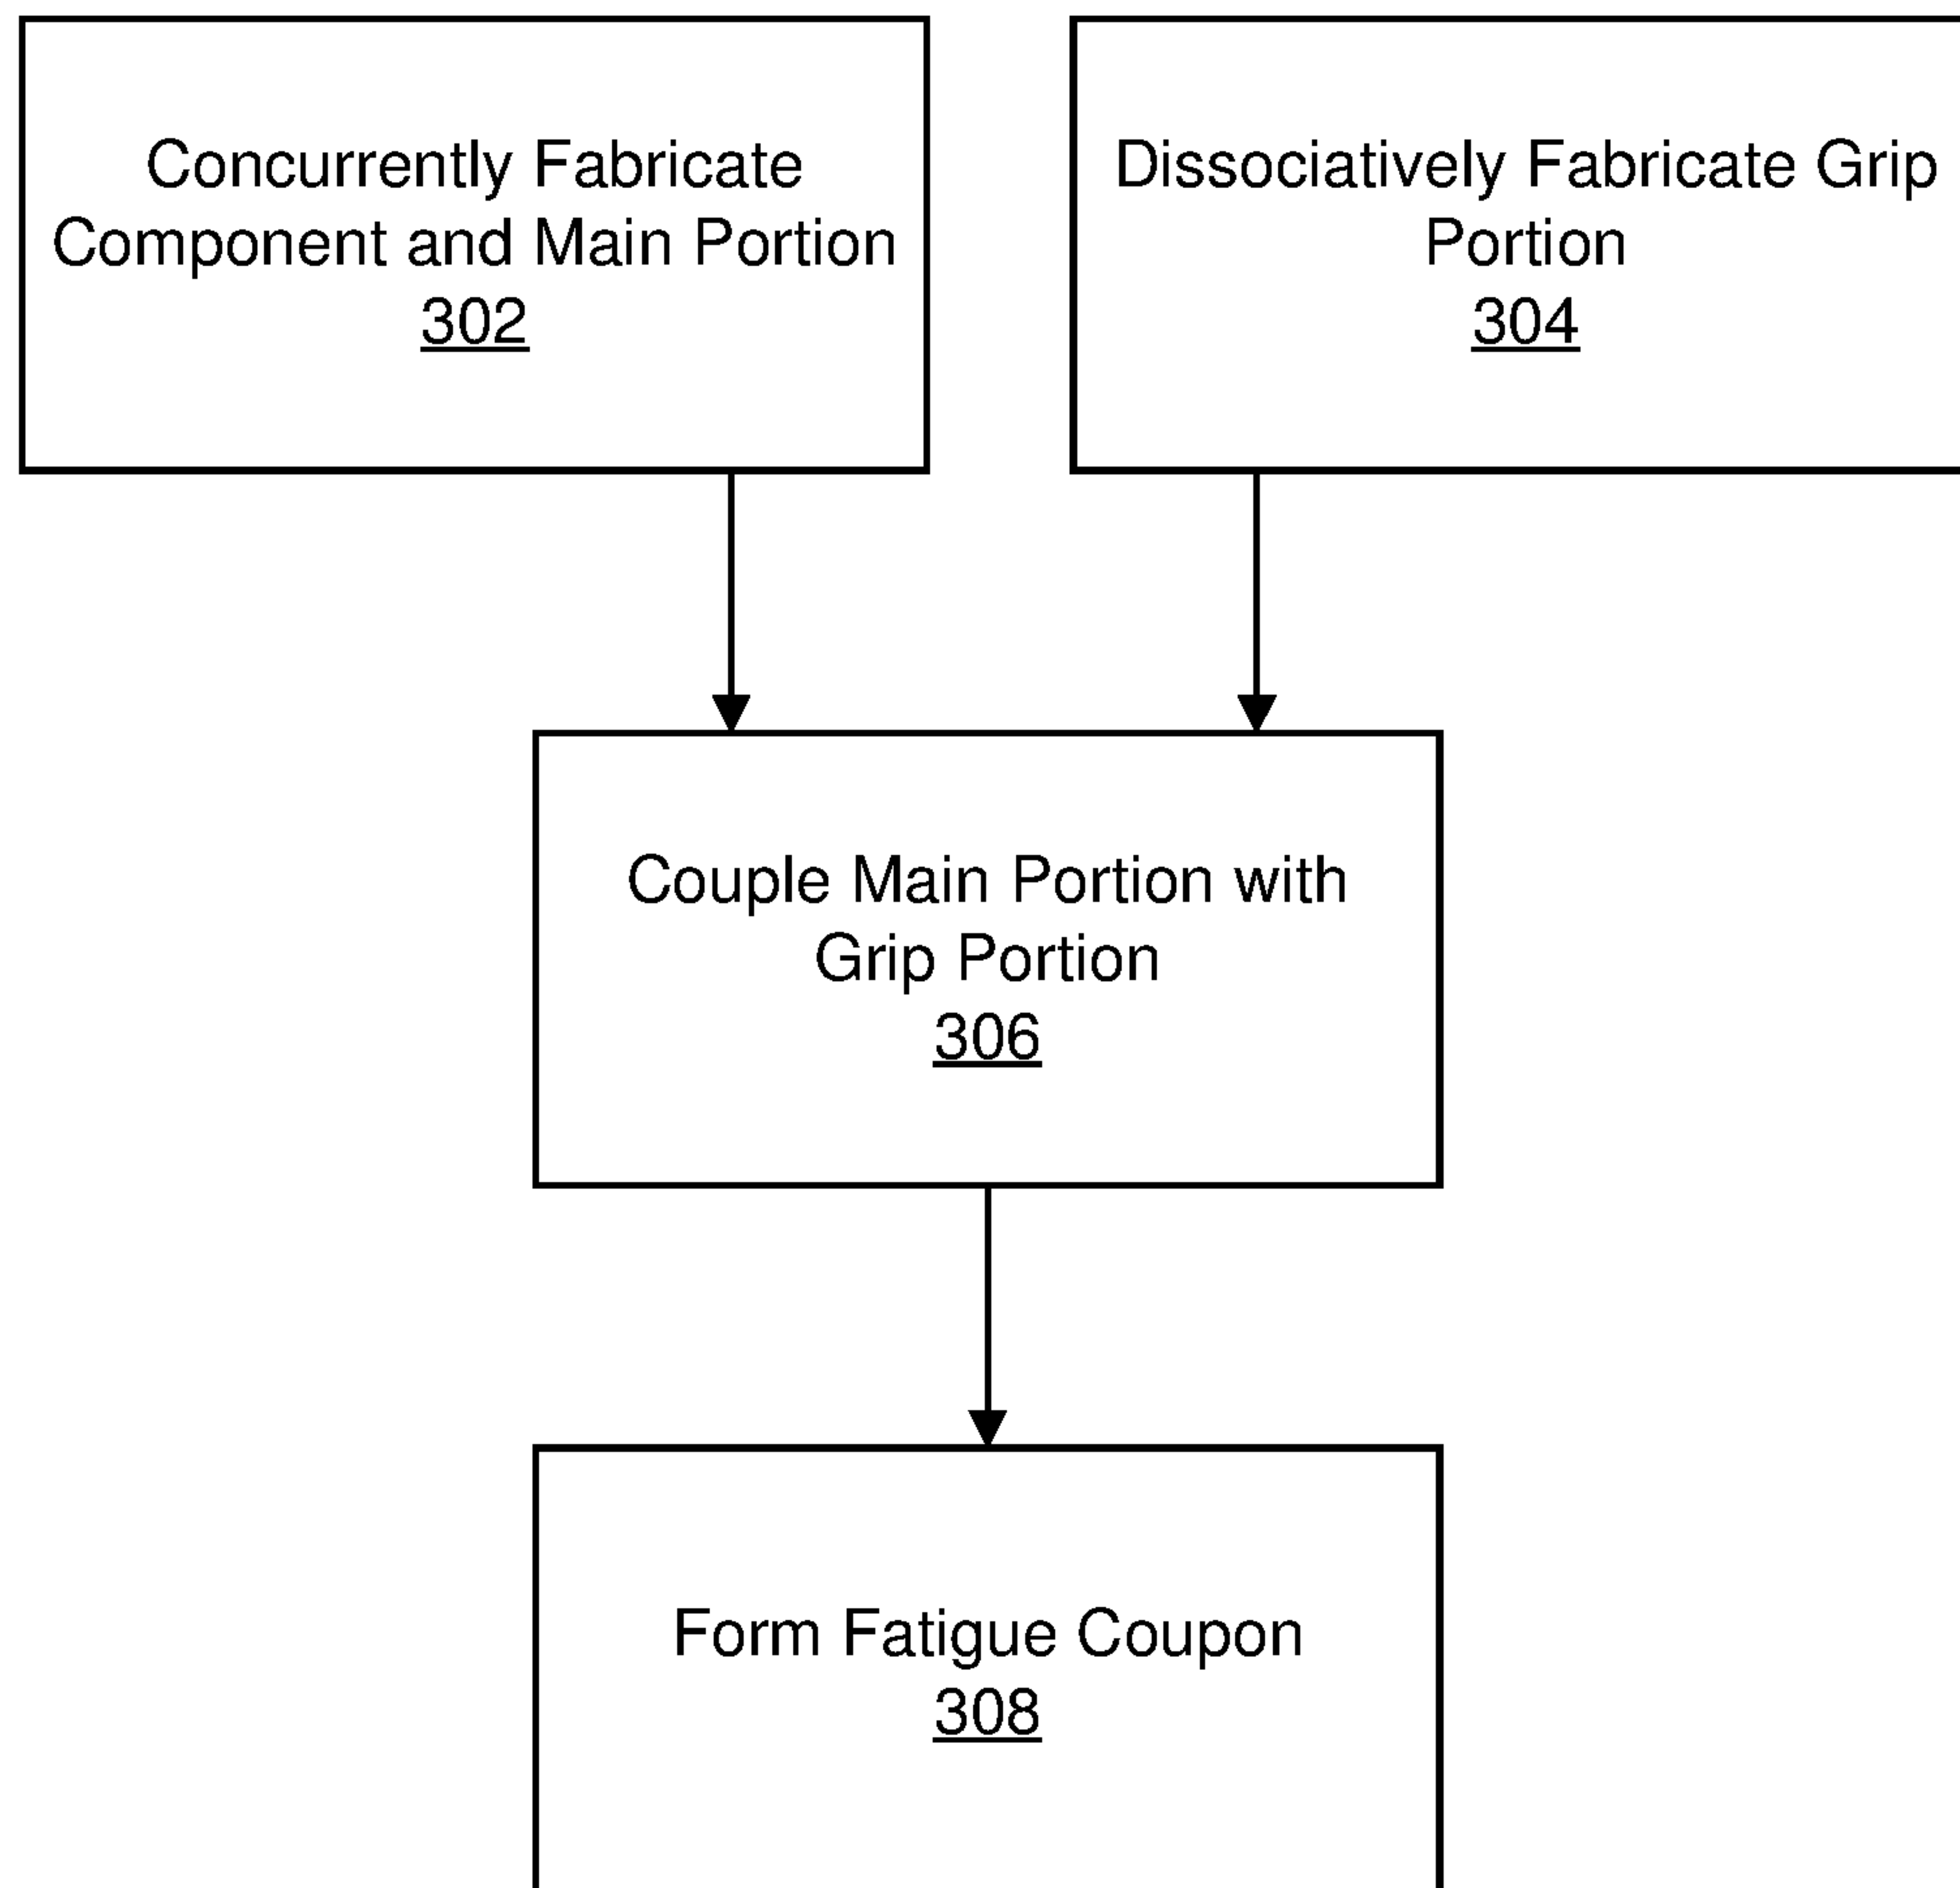 Concurrently Fabricate
Component and Main Portion
302
Dissociatively Fabricate Grip
Portion
304
Couple Main Portion with
Grip Portion
306
Form Fatigue Coupon
308